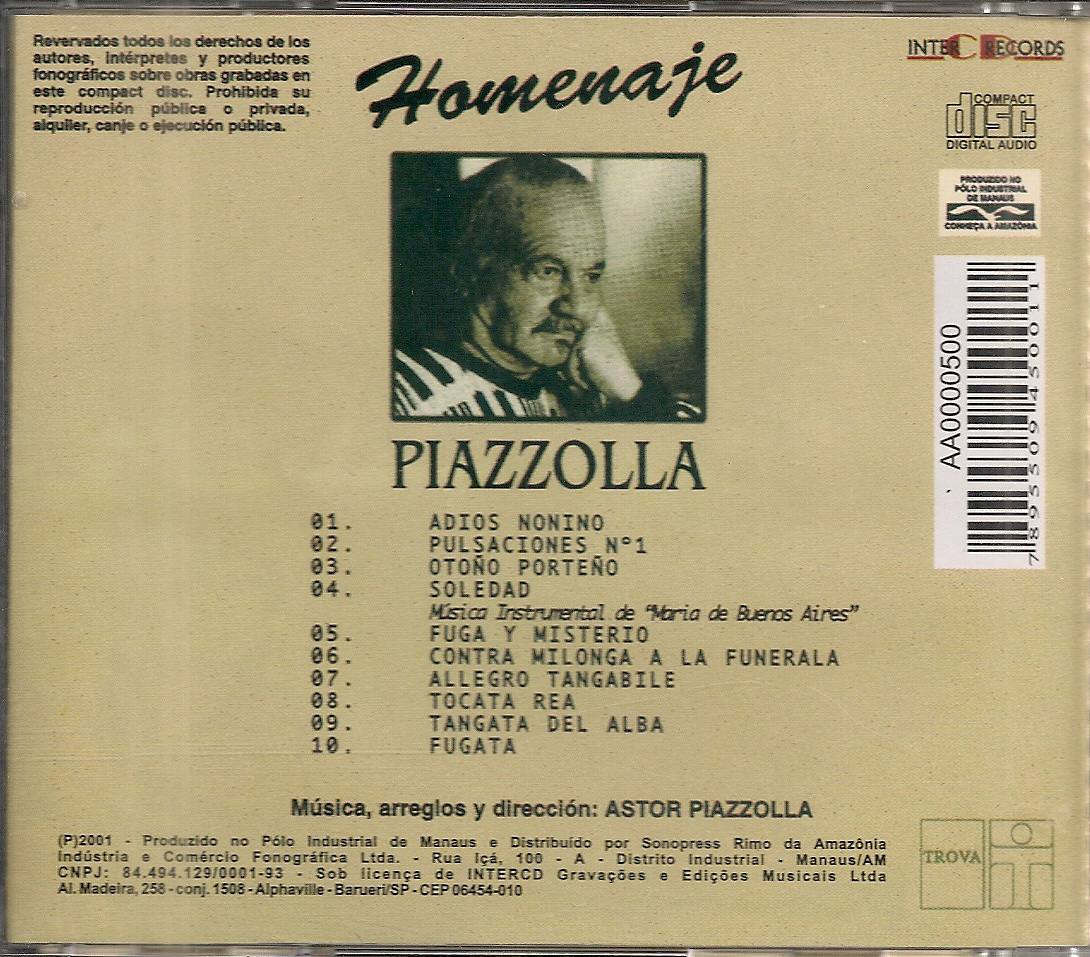 Revervados todos los derechos de los
autores, intérpretes y productores
fonográficos sobre obras grabadas en
este compact disc. Prohibida su
reproducción pública o privada,
alquiler, canje o ejecución pública.
Homenaje
INTER CD RECORDS
COMPACT
disc
DIGITAL AUDIO
PRODUZIDO NO
PÓLO INDUSTRIAL
DE MANAUS
CONHEÇA A AMAZÔNIA
AA0000500
7895509450011
PIAZZOLLA
01. ADIOS NONINO
02. PULSACIONES Nº1
03. OTOÑO PORTEÑO
04. SOLEDAD
Música Instrumental de "Maria de Buenos Aires"
05. FUGA Y MISTERIO
06. CONTRA MILONGA A LA FUNERALA
07. ALLEGRO TANGABILE
08. TOCATA REA
09. TANGATA DEL ALBA
10. FUGATA
Música, arreglos y dirección: ASTOR PIAZZOLLA
(P)2001 - Produzido no Pólo Industrial de Manaus e Distribuído por Sonopress Rimo da Amazônia
Indústria e Comércio Fonográfica Ltda. - Rua Içá, 100 - A - Distrito Industrial - Manaus/AM
CNPJ: 84.494.129/0001-93 - Sob licença de INTERCD Gravações e Edições Musicais Ltda
Al. Madeira, 258 - conj. 1508 - Alphaville - Barueri/SP - CEP 06454-010
TROVA